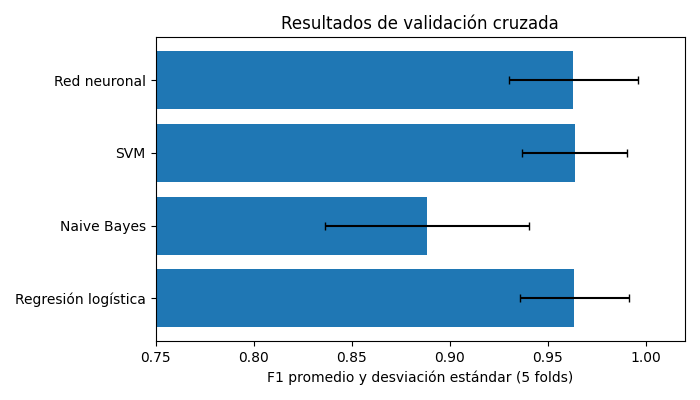 Resultados de validación cruzada
Red neuronal
SVM
Naive Bayes
Regresión logística
0.75 0.80 0.85 0.90 0.95 1.00
F1 promedio y desviación estándar (5 folds)